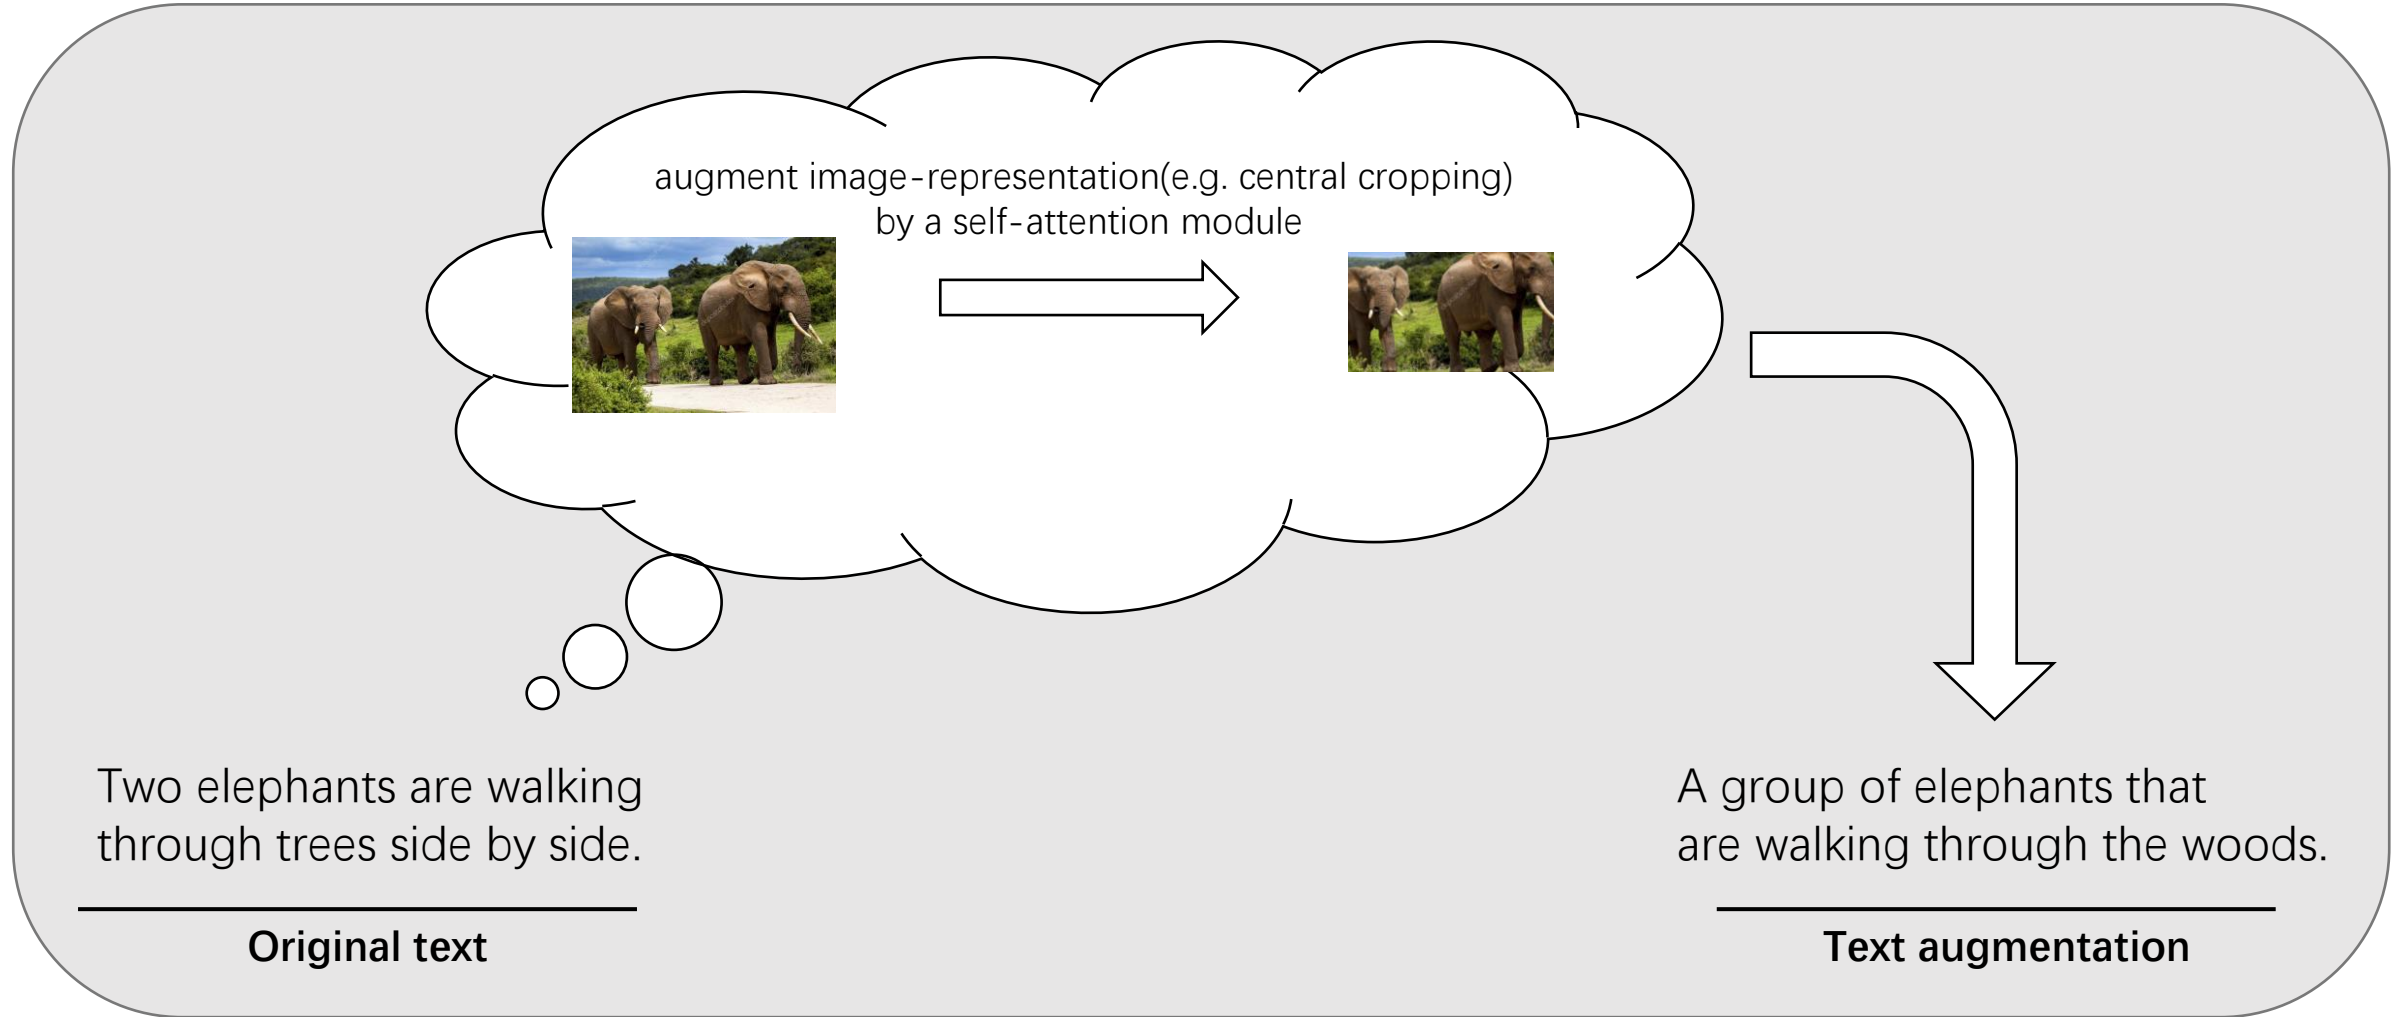 augment image-representation(e.g. central cropping)
by a self-attention module
Two elephants are walking
through trees side by side.
Original text
A group of elephants that
are walking through the woods.
Text augmentation